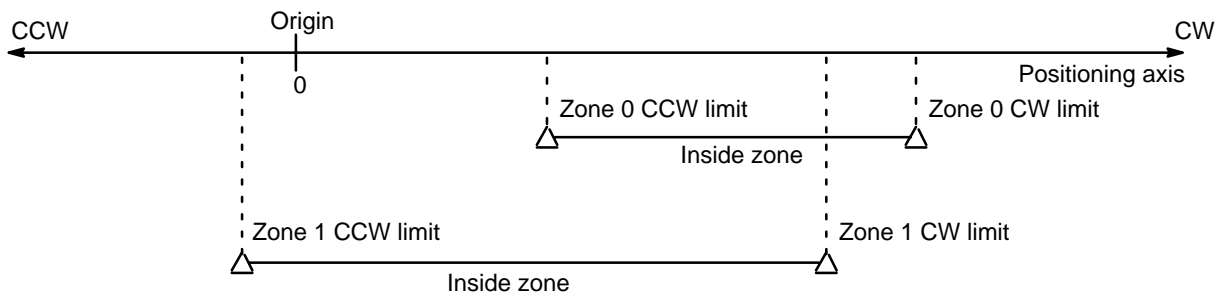 CCW
Origin
CW
0
Positioning axis
Zone 0 CCW limit
Zone 0 CW limit
Inside zone
Zone 1 CCW limit
Zone 1 CW limit
Inside zone